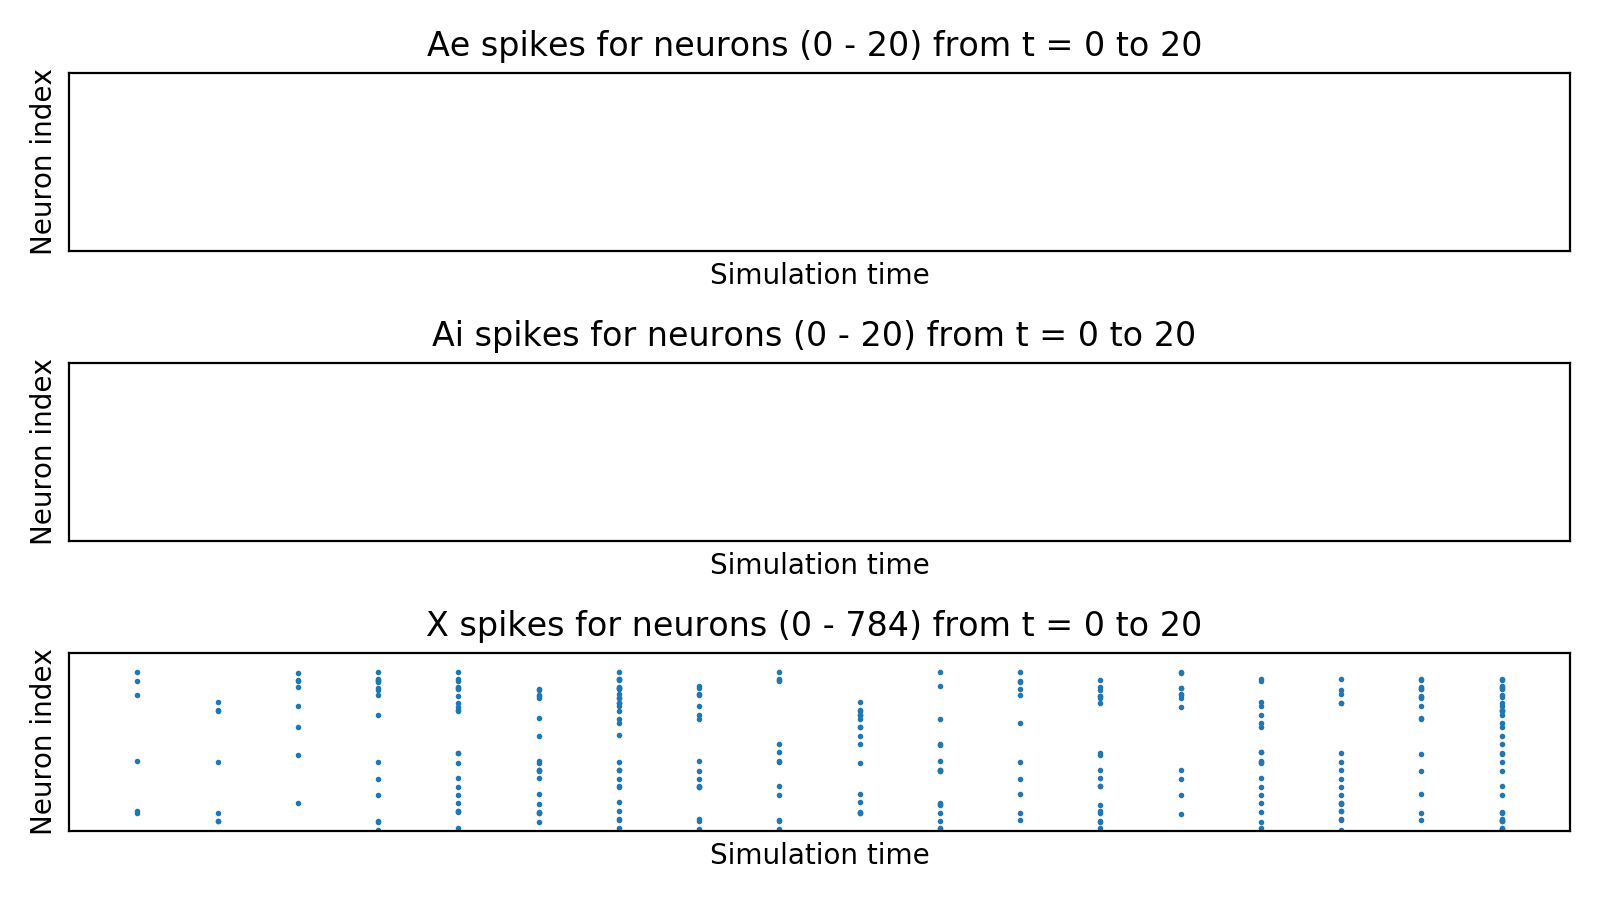 Ae spikes for neurons (0 - 20) from t = 0 to 20
Neuron index
Simulation time
Ai spikes for neurons (0 - 20) from t = 0 to 20
Neuron index
Simulation time
X spikes for neurons (0 - 784) from t = 0 to 20
Neuron index
Simulation time